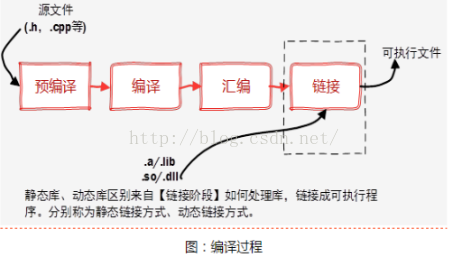 源文件
(.h，.cpp等)
可执行文件
预编译
编译
汇编
链接
http://blog.csdn.net/
.a/.lib
.so/.dll
静态库、动态库区别来自【链接阶段】如何处理库，链接成可执行程
序。分别称为静态链接方式、动态链接方式。
图：编译过程